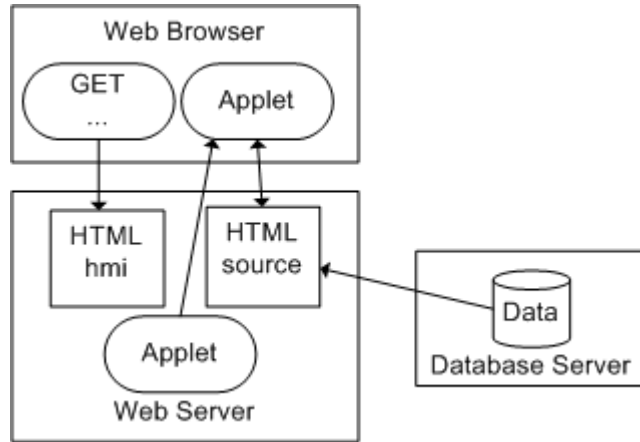 Web Browser
GET
...
Applet
HTML
hmi
HTML
source
Applet
Web Server
Data
Database Server